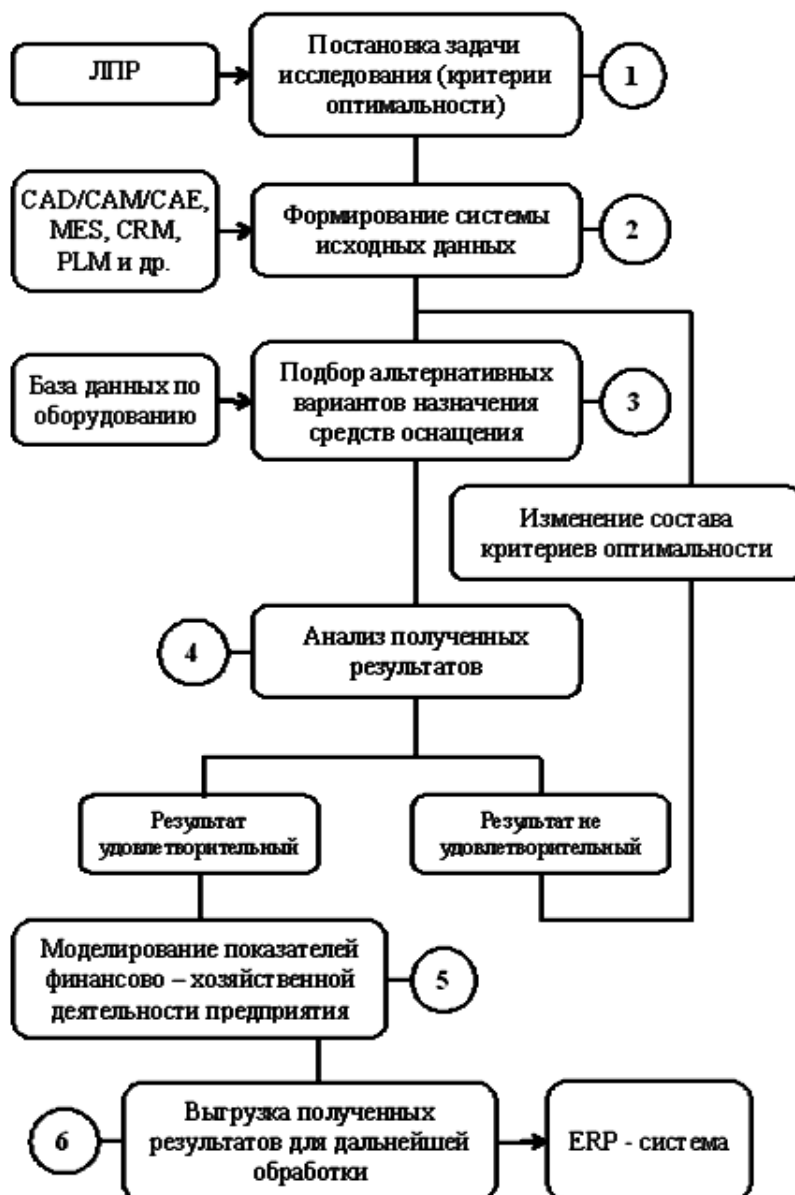 ЛПР
Постановка задачи
исследования (критерии
оптимальности)
1
CAD/CAM/CAE,
MES, CRM,
PLM и др.
Формирование системы
исходных данных
2
База данных по
оборудованию
Подбор альтернативных
вариантов назначения
средств оснащения
3
Изменение состава
критериев оптимальности
4
Анализ полученных
результатов
Результат
удовлетворительный
Результат не
удовлетворительный
Моделирование показателей
финансово – хозяйственной
деятельности предприятия
5
6
Выгрузка полученных
результатов для дальнейшей
обработки
ERP - система